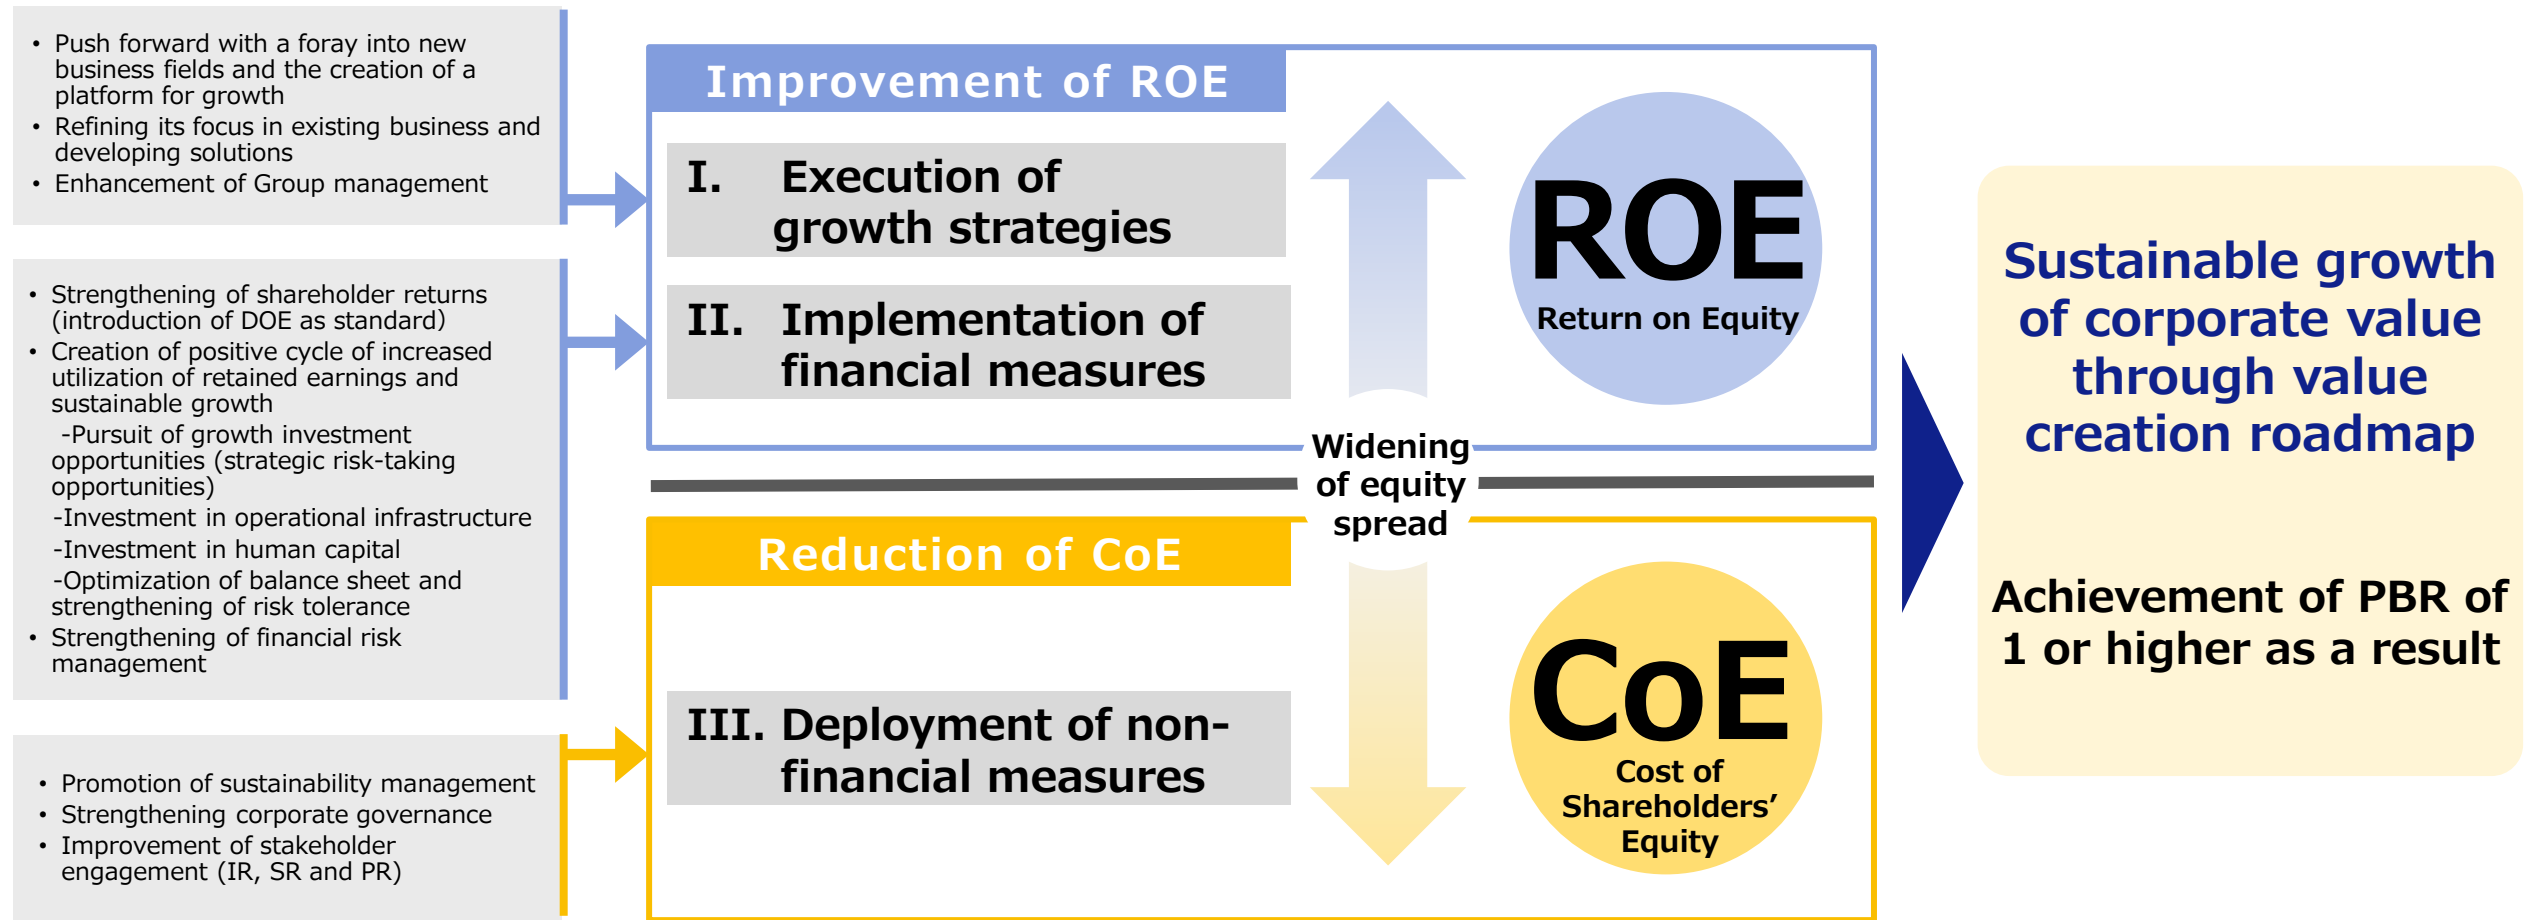 • Push forward with a foray into new
business fields and the creation of a
platform for growth
• Refining its focus in existing business and
developing solutions
• Enhancement of Group management
• Strengthening of shareholder returns
(introduction of DOE as standard)
• Creation of positive cycle of increased
utilization of retained earnings and
sustainable growth
-Pursuit of growth investment
opportunities (strategic risk-taking
opportunities)
-Investment in operational infrastructure
-Investment in human capital
-Optimization of balance sheet and
strengthening of risk tolerance
• Strengthening of financial risk
management
• Promotion of sustainability management
• Strengthening corporate governance
• Improvement of stakeholder
engagement (IR, SR and PR)
Improvement of ROE
I. Execution of
growth strategies
II. Implementation of
financial measures
ROE
Return on Equity
Widening
of equity
spread
Reduction of CoE
III. Deployment of non-
financial measures
CoE
Cost of
Shareholders'
Equity
Sustainable growth
of corporate value
through value
creation roadmap
Achievement of PBR of
1 or higher as a result